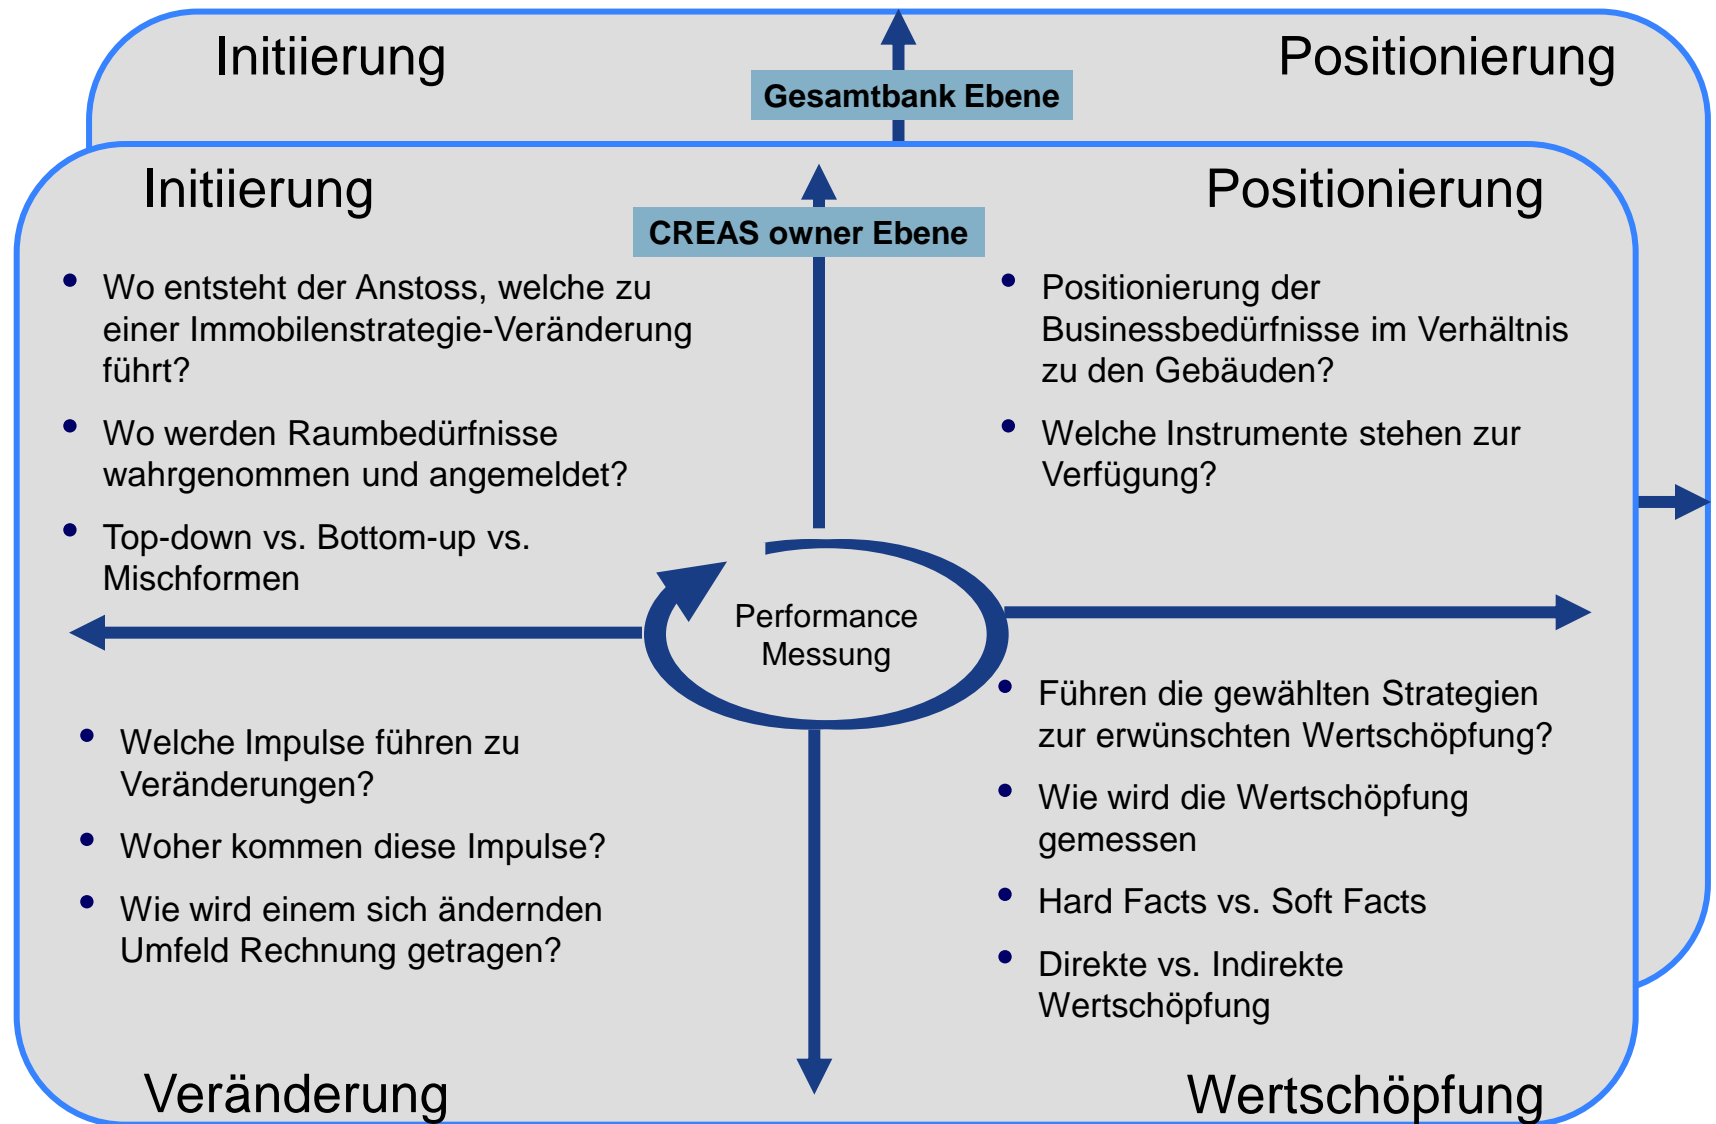 Initiierung
Positionierung
Gesamtbank Ebene
Initiierung
Positionierung
CREAS owner Ebene
• Wo entsteht der Anstoss, welche zu
einer Immobilenstrategie-Veränderung
führt?
• Wo werden Raumbedürfnisse
wahrgenommen und angemeldet?
• Top-down vs. Bottom-up vs.
Mischformen
• Positionierung der
Businessbedürfnisse im Verhältnis
zu den Gebäuden?
• Welche Instrumente stehen zur
Verfügung?
Performance
Messung
• Welche Impulse führen zu
Veränderungen?
• Woher kommen diese Impulse?
• Wie wird einem sich ändernden
Umfeld Rechnung getragen?
• Führen die gewählten Strategien
zur erwünschten Wertschöpfung?
• Wie wird die Wertschöpfung
gemessen
• Hard Facts vs. Soft Facts
• Direkte vs. Indirekte
Wertschöpfung
Veränderung
Wertschöpfung